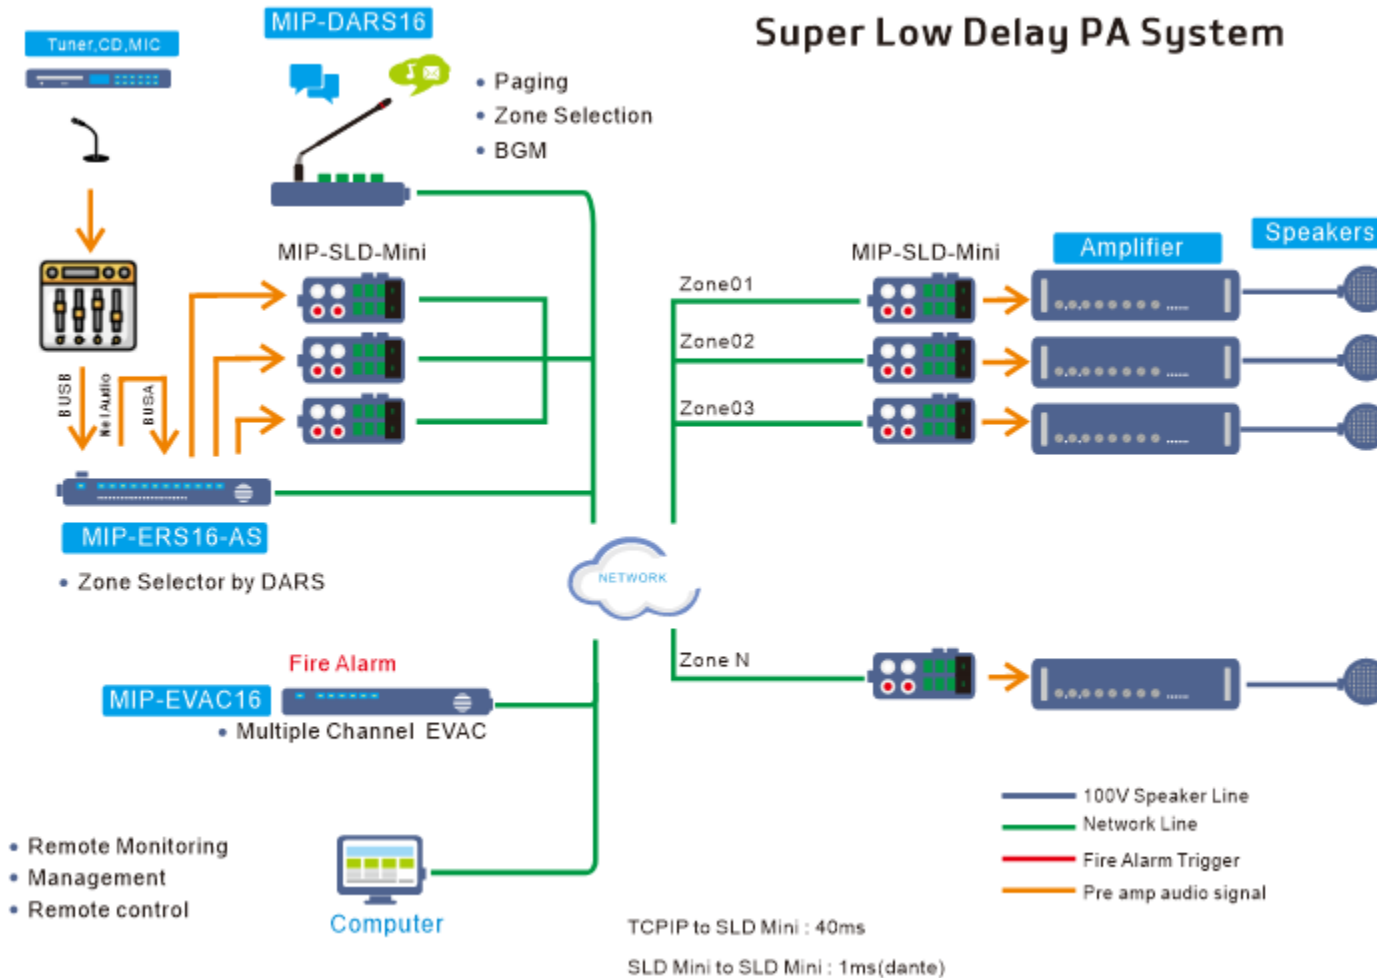 Super Low Delay PA System
Tuner,CD,MIC
MIP-DARS16
• Paging
• Zone Selection
• BGM
MIP-SLD-Mini
BUSB
Nel Audio
BUSA
MIP-ERS16-AS
• Zone Selector by DARS
MIP-SLD-Mini
Amplifier
Speakers
Zone01
Zone02
Zone03
NETWORK
Zone N
Fire Alarm
MIP-EVAC16
• Multiple Channel EVAC
• Remote Monitoring
• Management
• Remote control
Computer
100V Speaker Line
Network Line
Fire Alarm Trigger
Pre amp audio signal
TCPIP to SLD Mini : 40ms
SLD Mini to SLD Mini : 1ms(dante)